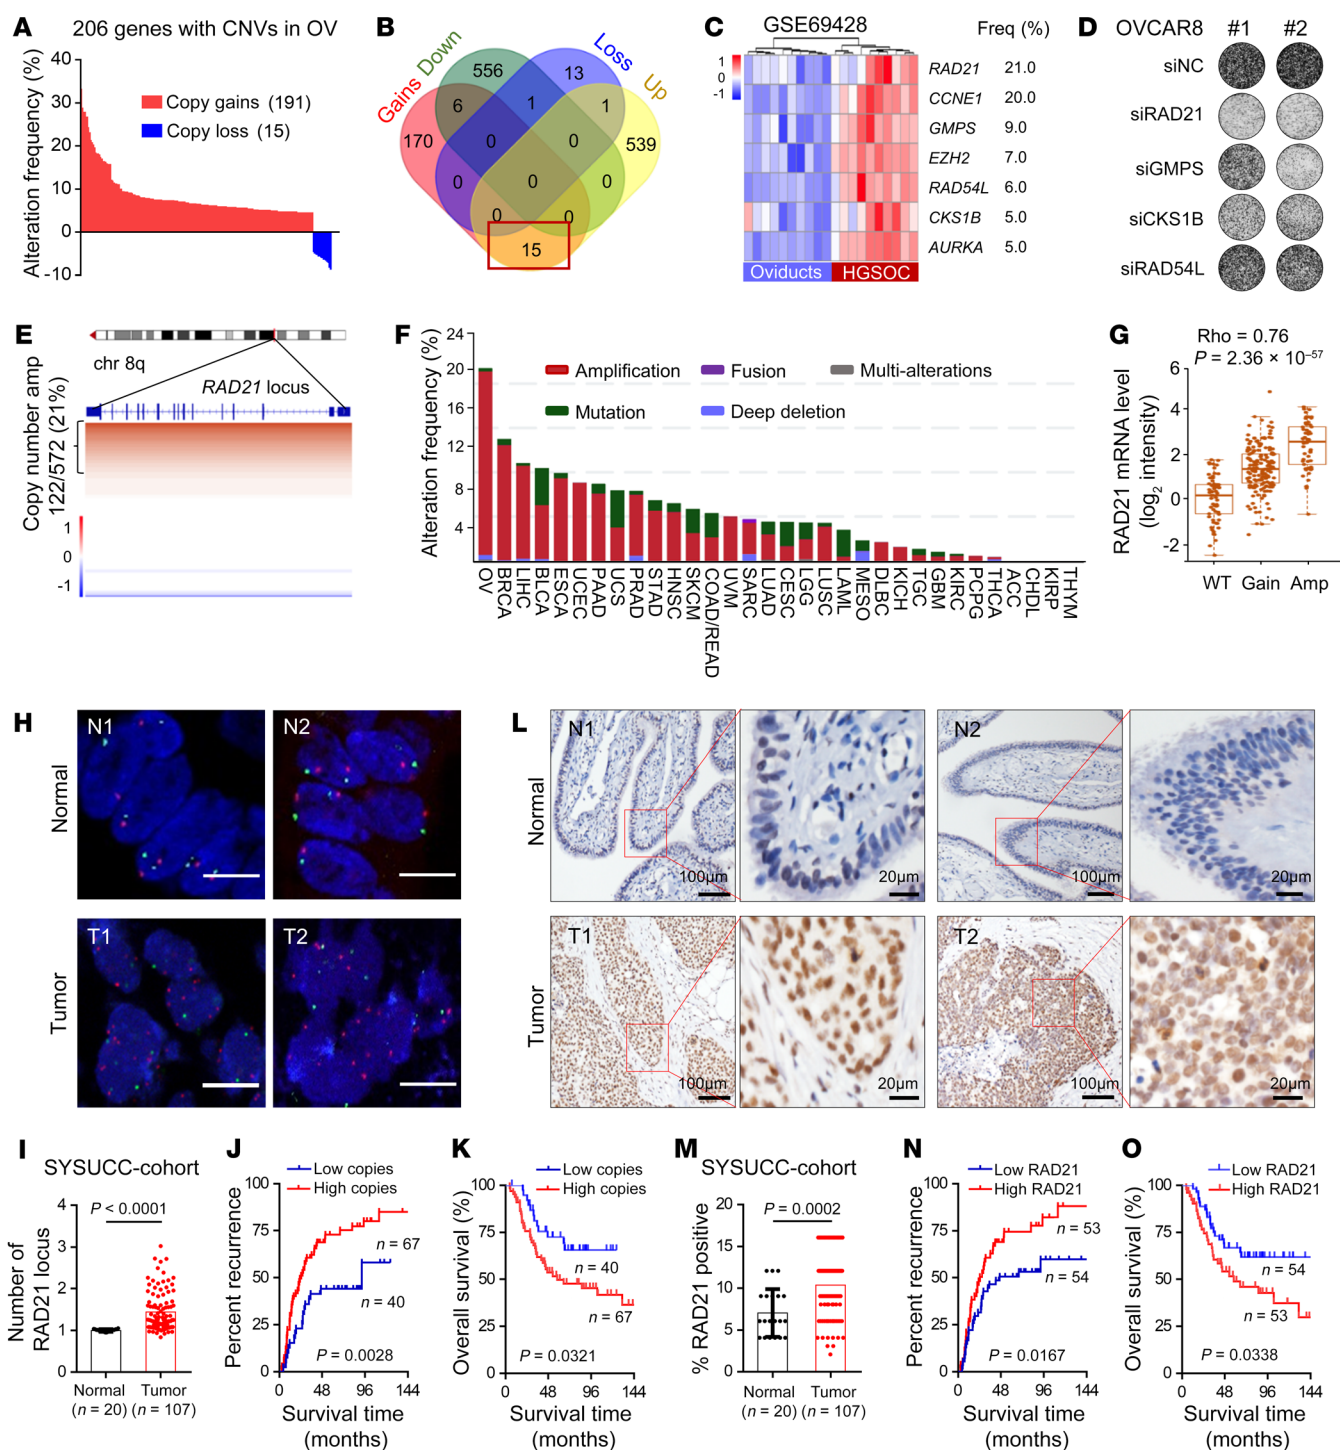 A
206 genes with CNVs in OV
Alteration frequency (%)
40
30
20
10
0
-10
Copy gains (191)
Copy loss (15)
B
Gains
Down
Loss
Up
556
13
6
1
1
170
0
0
539
0
0
0
0
0
15
C
GSE69428
Freq (%)
1
0
-1
RAD21 21.0
CCNE1 20.0
GMPS 9.0
EZH2 7.0
RAD54L 6.0
CKS1B 5.0
AURKA 5.0
Oviducts
HGSOC
D
OVCAR8 #1 #2
siNC
siRAD21
siGMPS
siCKS1B
siRAD54L
E
chr 8q
RAD21 locus
Copy number amp
122/572 (21%)
1
0
-1
F
Alteration frequency (%)
24
20
16
12
8
4
Amplification
Fusion
Multi-alterations
Mutation
Deep deletion
OV
BRCA
LIHC
BLCA
ESCA
UCEC
PAAD
UCS
PRAD
STAD
HNSC
SKCM
COAD/READ
UVM
SARC
LUAD
CESC
LGG
LUSC
LAML
MESO
DLBC
KICH
TGC
GBM
KIRC
PCPG
THCA
ACC
CHDL
KIRP
THYM
G
Rho = 0.76
P = 2.36 × 10⁻⁵⁷
RAD21 mRNA level
(log₂ intensity)
6
4
2
0
-2
WT Gain Amp
H
Normal
N1
N2
Tumor
T1
T2
L
Normal
N1
100µm
20µm
N2
100µm
20µm
Tumor
T1
100µm
20µm
T2
100µm
20µm
I
SYSUCC-cohort
Number of
RAD21 locus
4
3
2
1
0
P < 0.0001
Normal Tumor
(n = 20) (n = 107)
J
Low copies
High copies
Percent recurrence
100
75
50
25
0
n = 67
n = 40
P = 0.0028
0 48 96 144
Survival time
(months)
K
Low copies
High copies
Overall survival (%)
100
75
50
25
0
n = 40
n = 67
P = 0.0321
0 48 96 144
Survival time
(months)
M
SYSUCC-cohort
% RAD21 positive
20
15
10
5
0
P = 0.0002
Normal Tumor
(n = 20) (n = 107)
N
Low RAD21
High RAD21
Percent recurrence
100
75
50
25
0
n = 53
n = 54
P = 0.0167
0 48 96 144
Survival time
(months)
O
Low RAD21
High RAD21
Overall survival (%)
100
75
50
25
0
n = 54
n = 53
P = 0.0338
0 48 96 144
Survival time
(months)